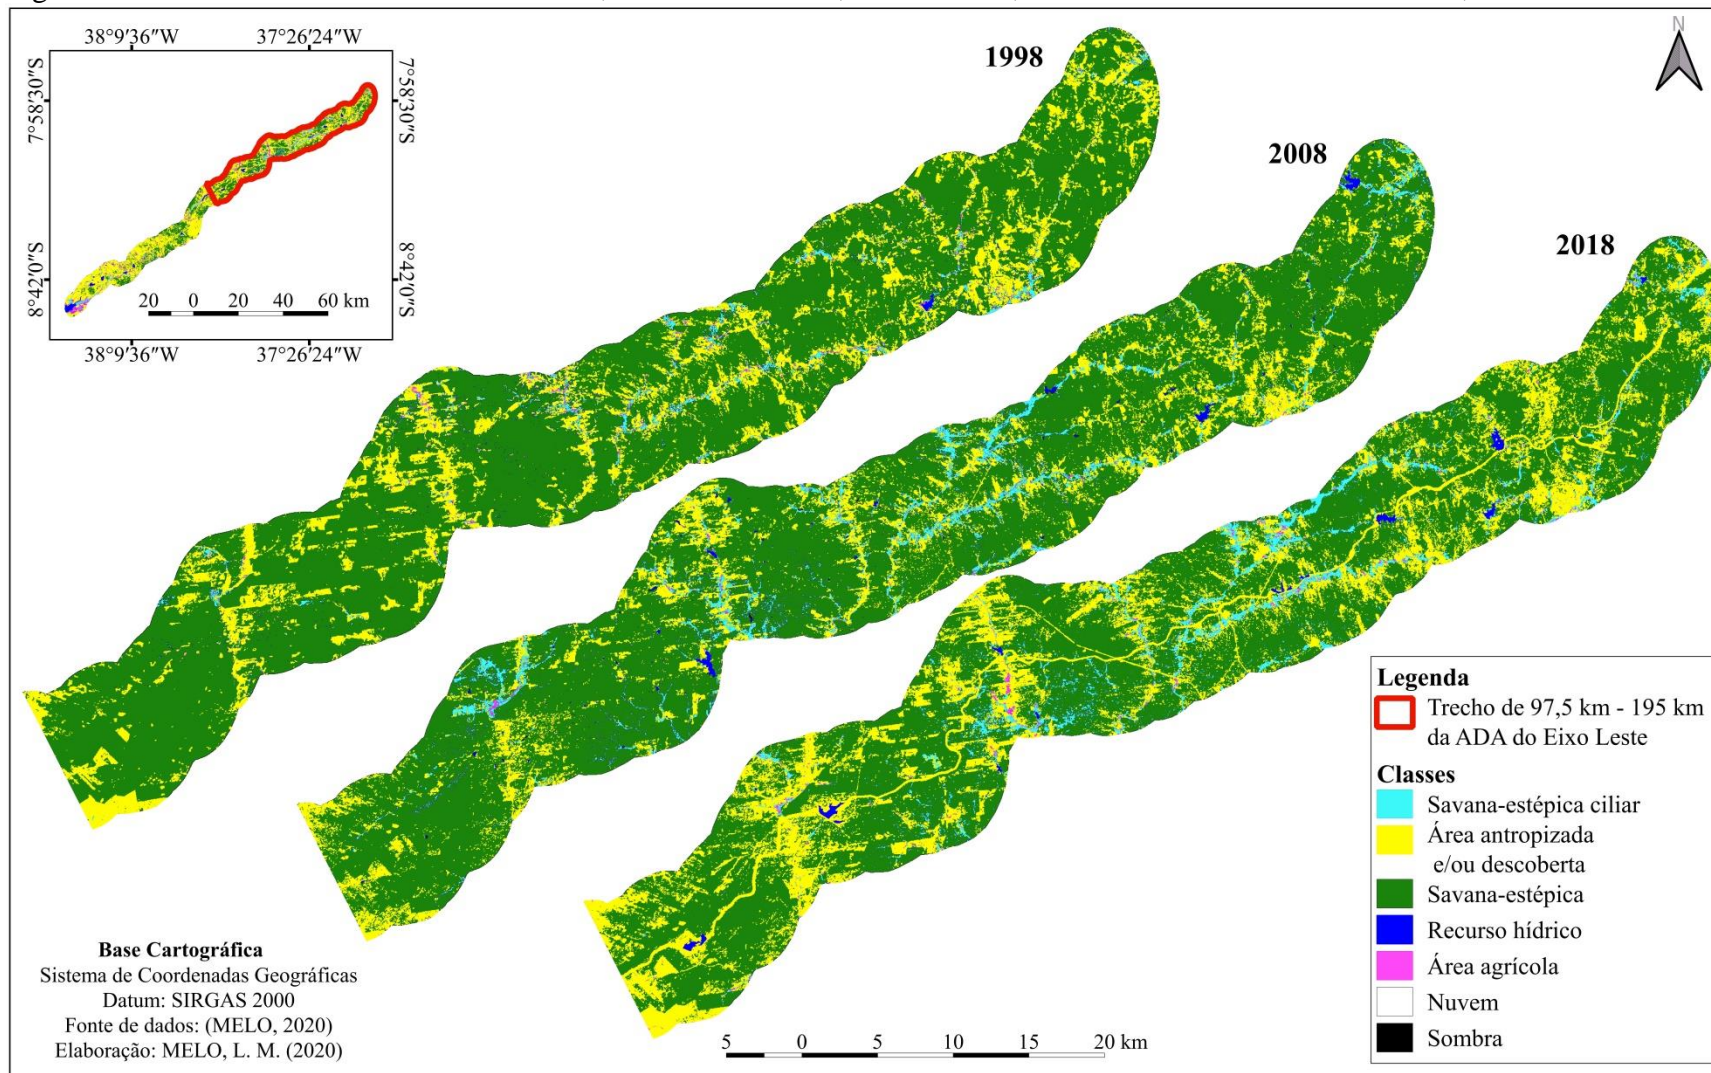 38°9′36″W
37°26′24″W
7°58′30″S
7°58′30″S
8°42′0″S
8°42′0″S
20 0 20 40 60 km
38°9′36″W
37°26′24″W
1998
2008
2018
N
Legenda
Trecho de 97,5 km - 195 km
da ADA do Eixo Leste
Classes
Savana-estépica ciliar
Área antropizada
e/ou descoberta
Savana-estépica
Recurso hídrico
Área agrícola
Nuvem
Sombra
Base Cartográfica
Sistema de Coordenadas Geográficas
Datum: SIRGAS 2000
Fonte de dados: (MELO, 2020)
Elaboração: MELO, L. M. (2020)
5 0 5 10 15 20 km